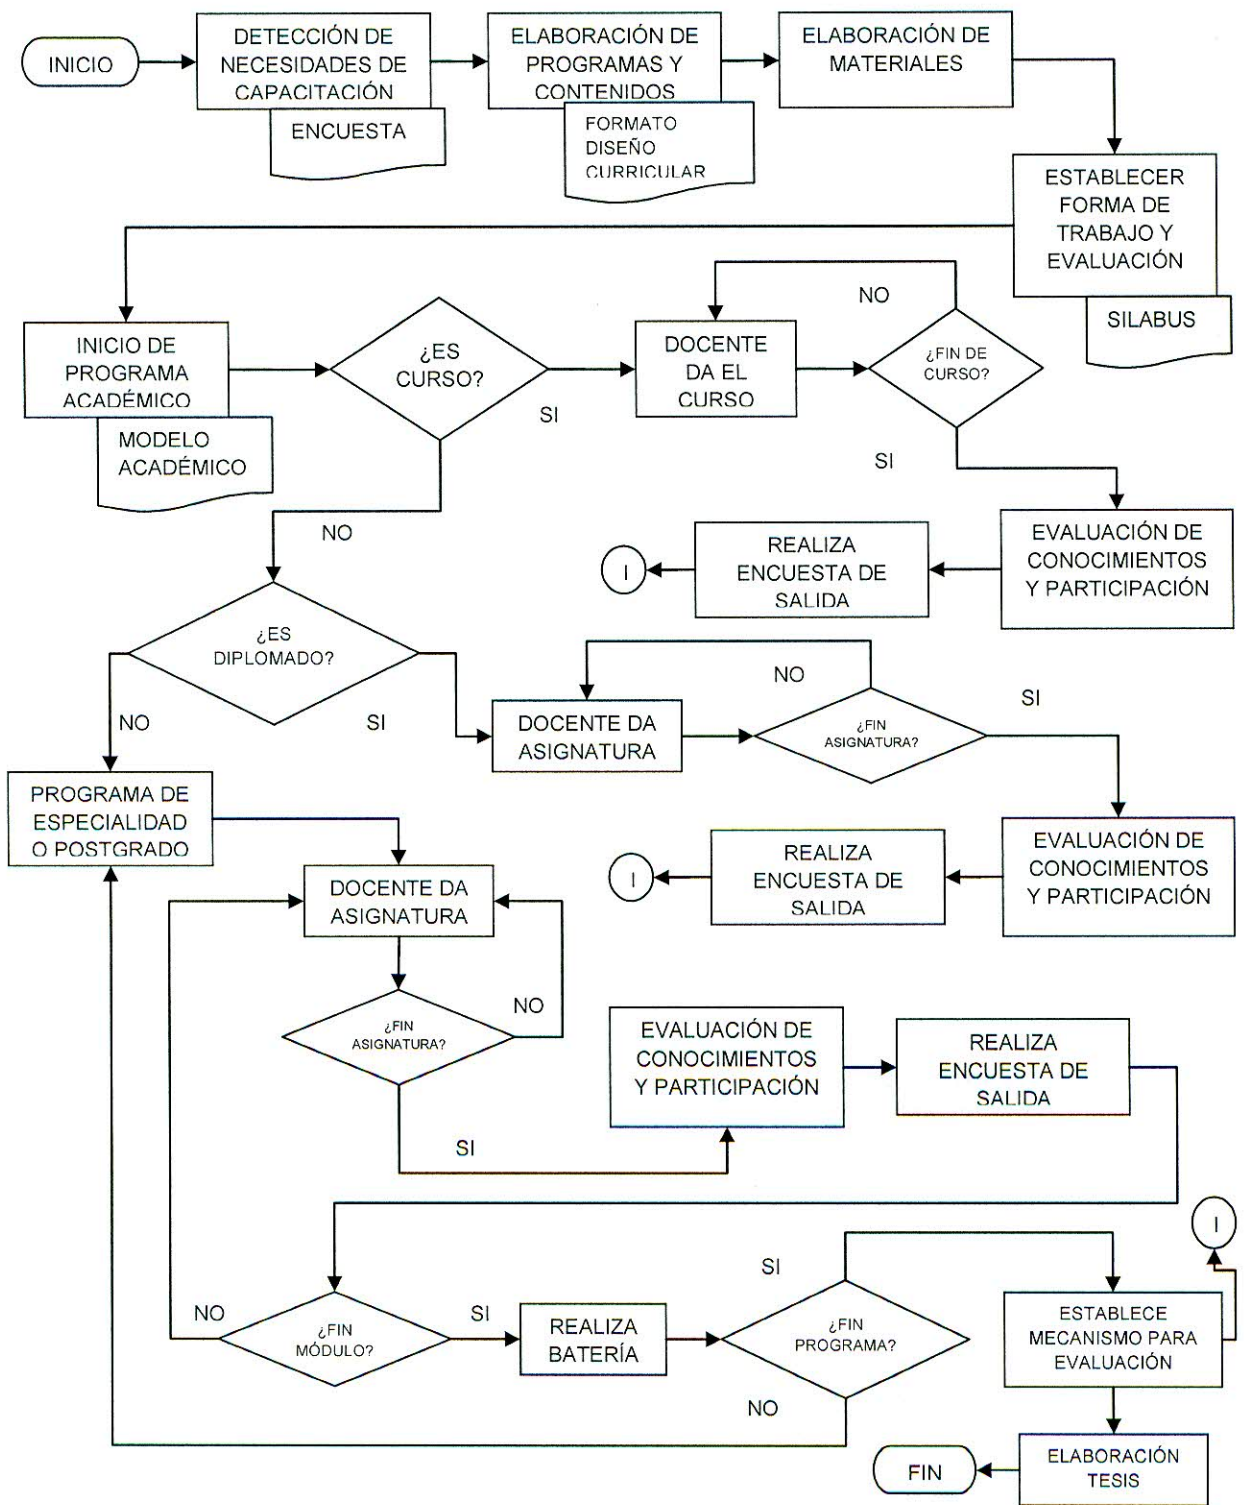 INICIO
DETECCIÓN DE
NECESIDADES DE
CAPACITACIÓN
ENCUESTA
ELABORACIÓN DE
PROGRAMAS Y
CONTENIDOS
FORMATO
DISEÑO
CURRICULAR
ELABORACIÓN DE
MATERIALES
ESTABLECER
FORMA DE
TRABAJO Y
EVALUACIÓN
SILABUS
INICIO DE
PROGRAMA
ACADÉMICO
MODELO
ACADÉMICO
¿ES
CURSO?
SI
NO
DOCENTE
DA EL
CURSO
NO
¿FIN DE
CURSO?
SI
EVALUACIÓN DE
CONOCIMIENTOS
Y PARTICIPACIÓN
REALIZA
ENCUESTA DE
SALIDA
I
¿ES
DIPLOMADO?
NO
SI
DOCENTE DA
ASIGNATURA
NO
¿FIN
ASIGNATURA?
SI
EVALUACIÓN DE
CONOCIMIENTOS
Y PARTICIPACIÓN
REALIZA
ENCUESTA DE
SALIDA
I
PROGRAMA DE
ESPECIALIDAD
O POSTGRADO
DOCENTE DA
ASIGNATURA
¿FIN
ASIGNATURA?
NO
SI
EVALUACIÓN DE
CONOCIMIENTOS
Y PARTICIPACIÓN
REALIZA
ENCUESTA DE
SALIDA
¿FIN
MÓDULO?
NO
SI
REALIZA
BATERÍA
¿FIN
PROGRAMA?
SI
NO
ESTABLECE
MECANISMO PARA
EVALUACIÓN
I
ELABORACIÓN
TESIS
FIN